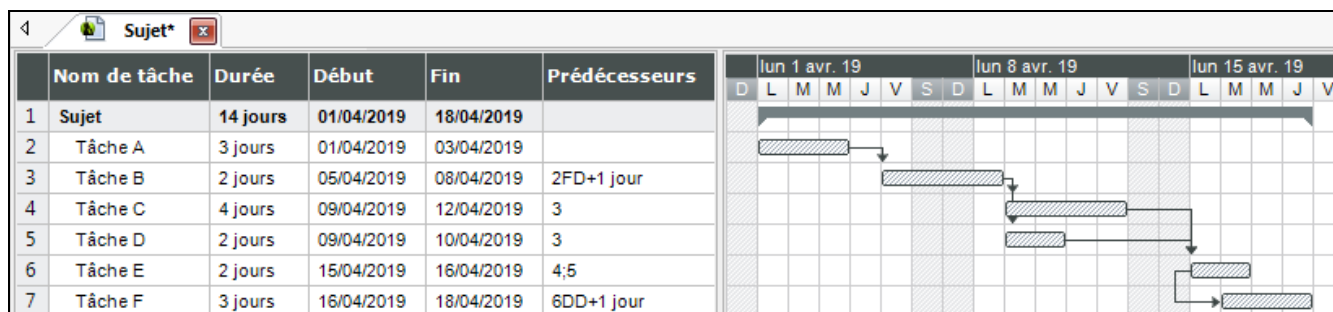 Sujet*
Nom de tâche Durée Début Fin Prédécesseurs
lun 1 avr. 19 lun 8 avr. 19 lun 15 avr. 19
D L M M J V S D L M M J V S D L M M J V
1 Sujet 14 jours 01/04/2019 18/04/2019
2 Tâche A 3 jours 01/04/2019 03/04/2019
3 Tâche B 2 jours 05/04/2019 08/04/2019 2FD+1 jour
4 Tâche C 4 jours 09/04/2019 12/04/2019 3
5 Tâche D 2 jours 09/04/2019 10/04/2019 3
6 Tâche E 2 jours 15/04/2019 16/04/2019 4;5
7 Tâche F 3 jours 16/04/2019 18/04/2019 6DD+1 jour